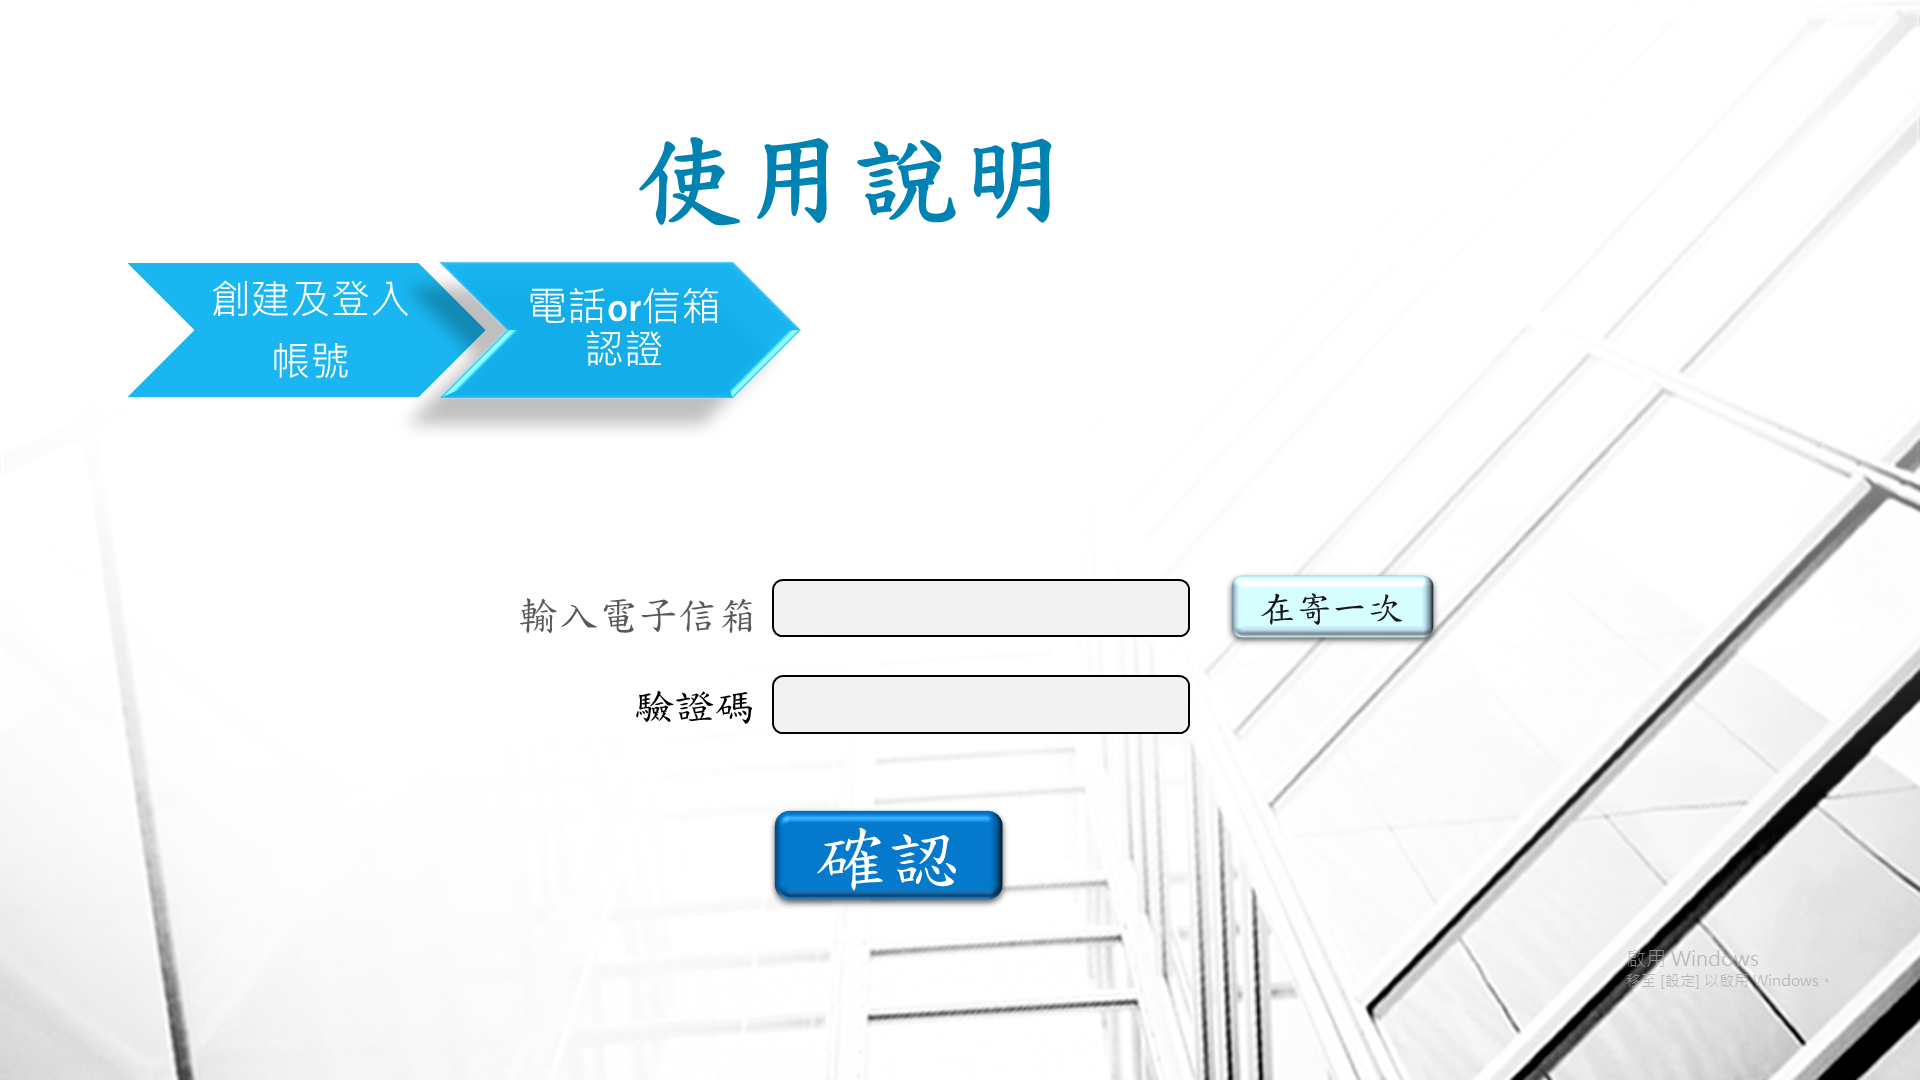 使用說明
創建及登入
帳號
電話or信箱
認證
輸入電子信箱
在寄一次
驗證碼
確認
啟用 Windows
移至 [設定] 以啟用 Windows。